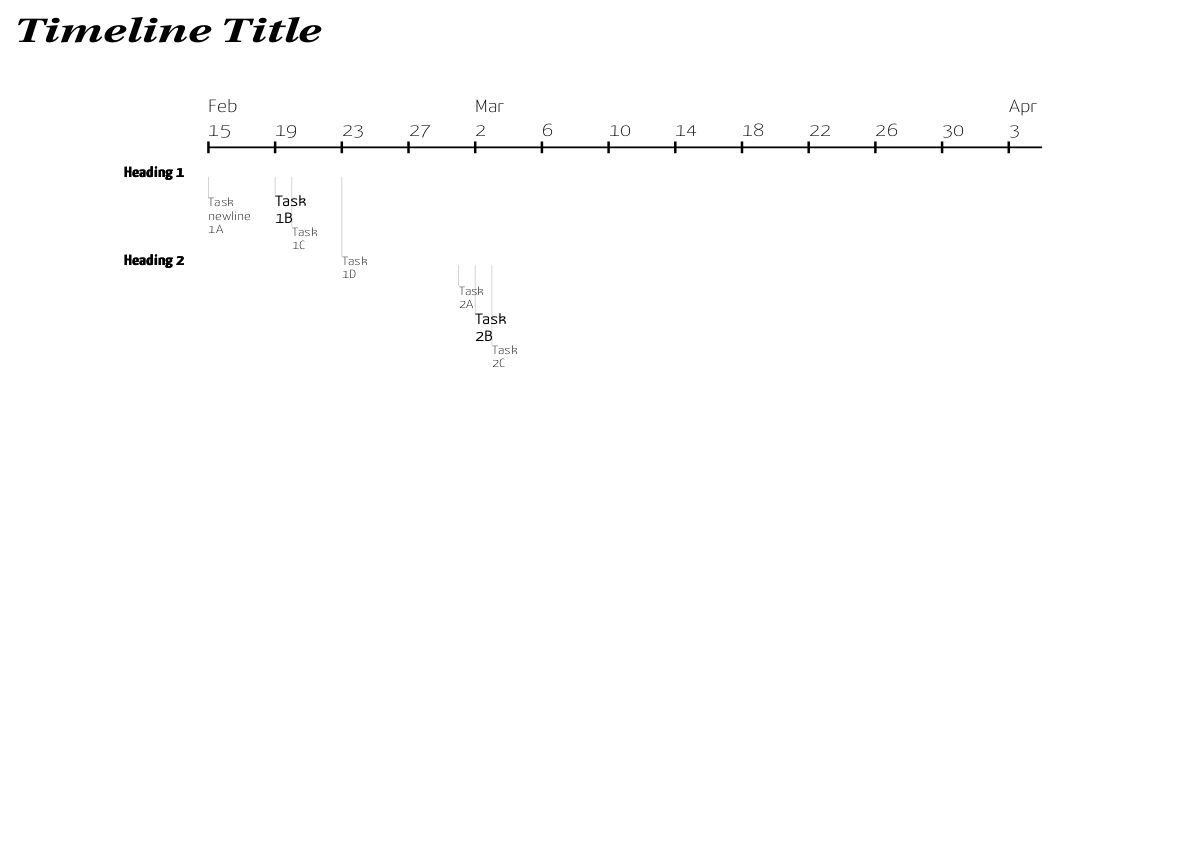 Timeline Title
Feb Mar Apr
15 19 23 27 2 6 10 14 18 22 26 30 3
Heading 1
Task
newline
1A
Task
1B
Task
1C
Task
1D
Heading 2
Task
2A
Task
2B
Task
2C